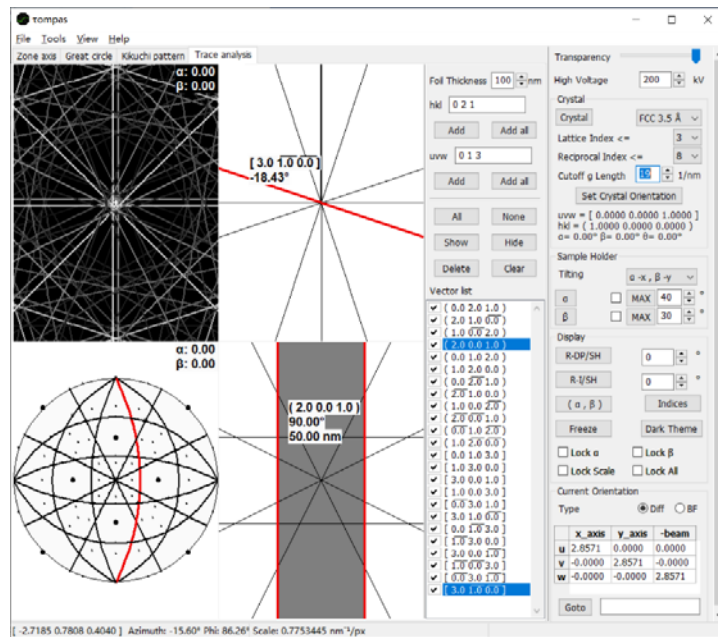 TOMPAS
File Tools View Help
Zone axis Great circle Kikuchi pattern Trace analysis
α: 0.00
β: 0.00
[ 3.0 1.0 0.0 ]
-18.43°
α: 0.00
β: 0.00
( 2.0 0.0 1.0 )
90.00°
50.00 nm
Foil Thickness 100 nm
hkl 0 2 1
Add Add all
uvw 0 1 3
Add Add all
All None
Show Hide
Delete Clear
Vector list
( 0.0 2.0 1.0 )
( 2.0 1.0 0.0 )
( 1.0 0.0 2.0 )
( 2.0 0.0 1.0 )
( 0.0 1.0 2.0 )
( 1.0 2.0 0.0 )
( 0.0 2.0 1.0 )
( 2.0 1.0 0.0 )
( 1.0 0.0 2.0 )
( 2.0 0.0 1.0 )
( 0.0 1.0 2.0 )
( 1.0 2.0 0.0 )
[ 0.0 1.0 3.0 ]
[ 1.0 3.0 0.0 ]
[ 3.0 0.0 1.0 ]
[ 1.0 0.0 3.0 ]
[ 0.0 3.0 1.0 ]
[ 3.0 1.0 0.0 ]
[ 0.0 1.0 3.0 ]
[ 1.0 3.0 0.0 ]
[ 3.0 0.0 1.0 ]
[ 1.0 0.0 3.0 ]
[ 0.0 3.0 1.0 ]
[ 3.0 1.0 0.0 ]
Transparency
High Voltage 200 kV
Crystal
Crystal FCC 3.5 Å
Lattice Index <= 3
Reciprocal Index <= 8
Cutoff g Length 19 1/nm
Set Crystal Orientation
uvw = [ 0.0000 0.0000 1.0000 ]
hkl = ( 1.0000 0.0000 0.0000 )
α= 0.00° β= 0.00° θ= 0.00°
Sample Holder
Tilting α -x , β -y
α MAX 40 °
β MAX 30 °
Display
R-DP/SH 0 °
R-I/SH 0 °
( α , β ) Indices
Freeze Dark Theme
Lock α Lock β
Lock Scale Lock All
Current Orientation
Type Diff BF
x_axis y_axis -beam
u 2.8571 0.0000 0.0000
v -0.0000 2.8571 0.0000
w -0.0000 -0.0000 2.8571
Goto
[ -2.7185 0.7808 0.4040 ] Azimuth: -15.60° Phi: 86.26° Scale: 0.7753445 nm⁻¹/px